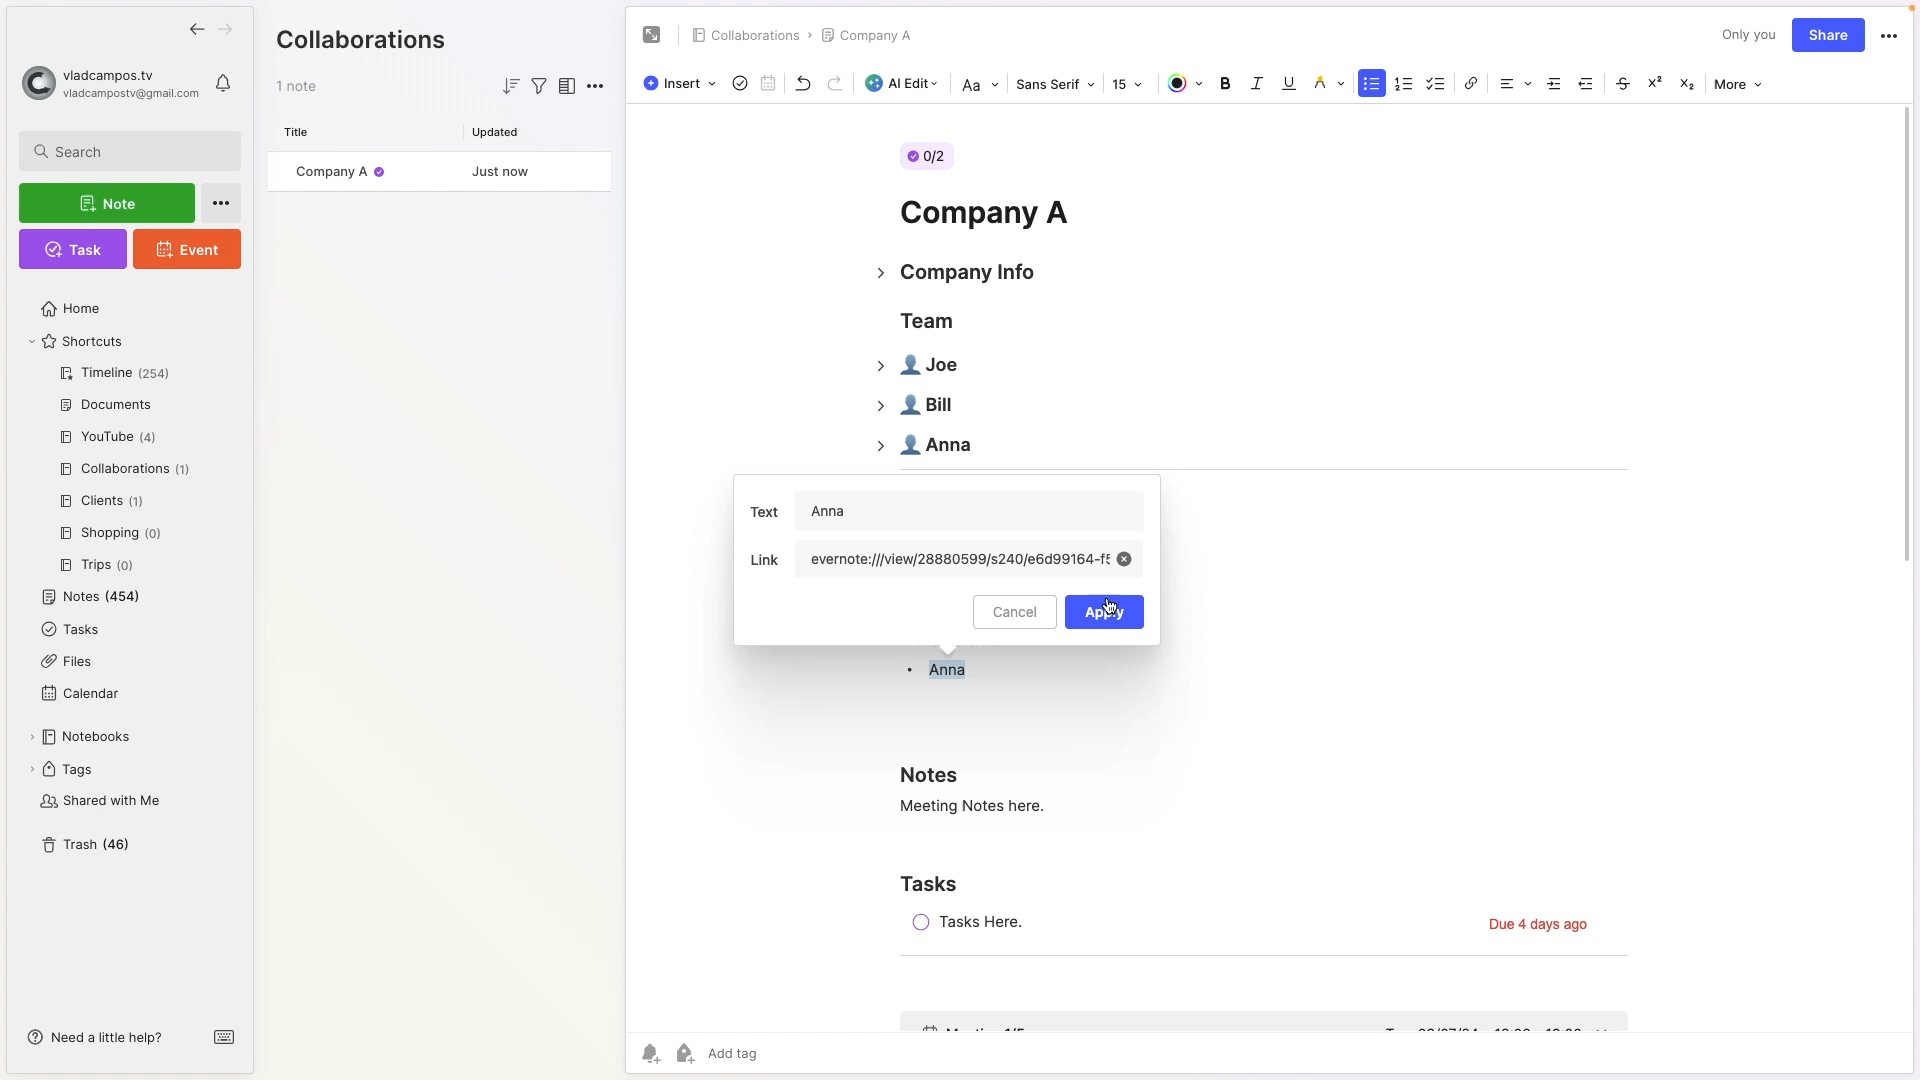 vladcampos.tv
vladcampostv@gmail.com
Search
Note
Task
Event
Home
Shortcuts
Timeline (254)
Documents
YouTube (4)
Collaborations (1)
Clients (1)
Shopping (0)
Trips (0)
Notes (454)
Tasks
Files
Calendar
Notebooks
Tags
Shared with Me
Trash (46)
Need a little help?
Collaborations
1 note
Title
Updated
Company A
Just now
Collaborations › Company A
Only you
Share
Insert
AI Edit
Aa
Sans Serif
15
B
I
U
More
0/2
Company A
Company Info
Team
Joe
Bill
Anna
Text
Anna
Link
evernote:///view/28880599/s240/e6d99164-f5
Cancel
Apply
• Anna
Notes
Meeting Notes here.
Tasks
Tasks Here.
Due 4 days ago
Add tag